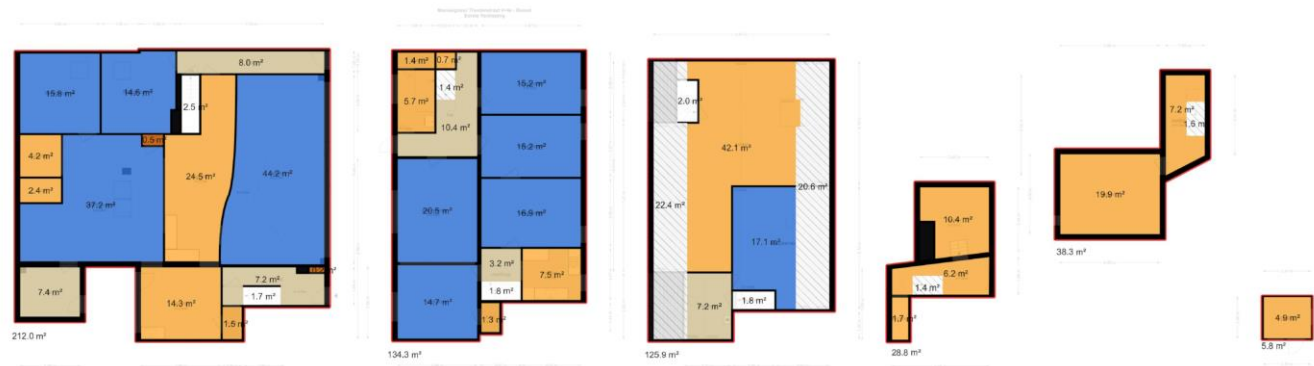 8.0 m²
15.8 m²
14.6 m²
2.5 m²
0.5 m²
4.2 m²
2.4 m²
24.5 m²
44.2 m²
37.2 m²
7.4 m²
14.3 m²
7.2 m²
1.7 m²
1.5 m²
212.0 m²
1.4 m²
0.7 m²
5.7 m²
1.4 m²
10.4 m²
15.2 m²
15.2 m²
20.5 m²
16.9 m²
3.2 m²
7.5 m²
1.6 m²
14.7 m²
1.3 m²
134.3 m²
2.0 m²
42.1 m²
22.4 m²
20.6 m²
17.1 m²
7.2 m²
1.8 m²
125.9 m²
10.4 m²
6.2 m²
1.4 m²
1.7 m²
28.8 m²
7.2 m²
19.9 m²
38.3 m²
4.9 m²
5.8 m²